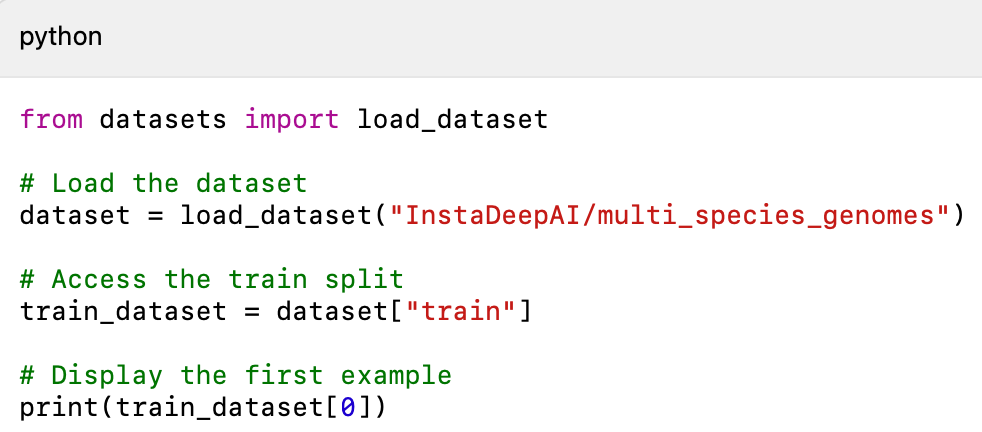 python
from datasets import load_dataset
# Load the dataset
dataset = load_dataset("InstaDeepAI/multi_species_genomes")
# Access the train split
train_dataset = dataset["train"]
# Display the first example
print(train_dataset[0])